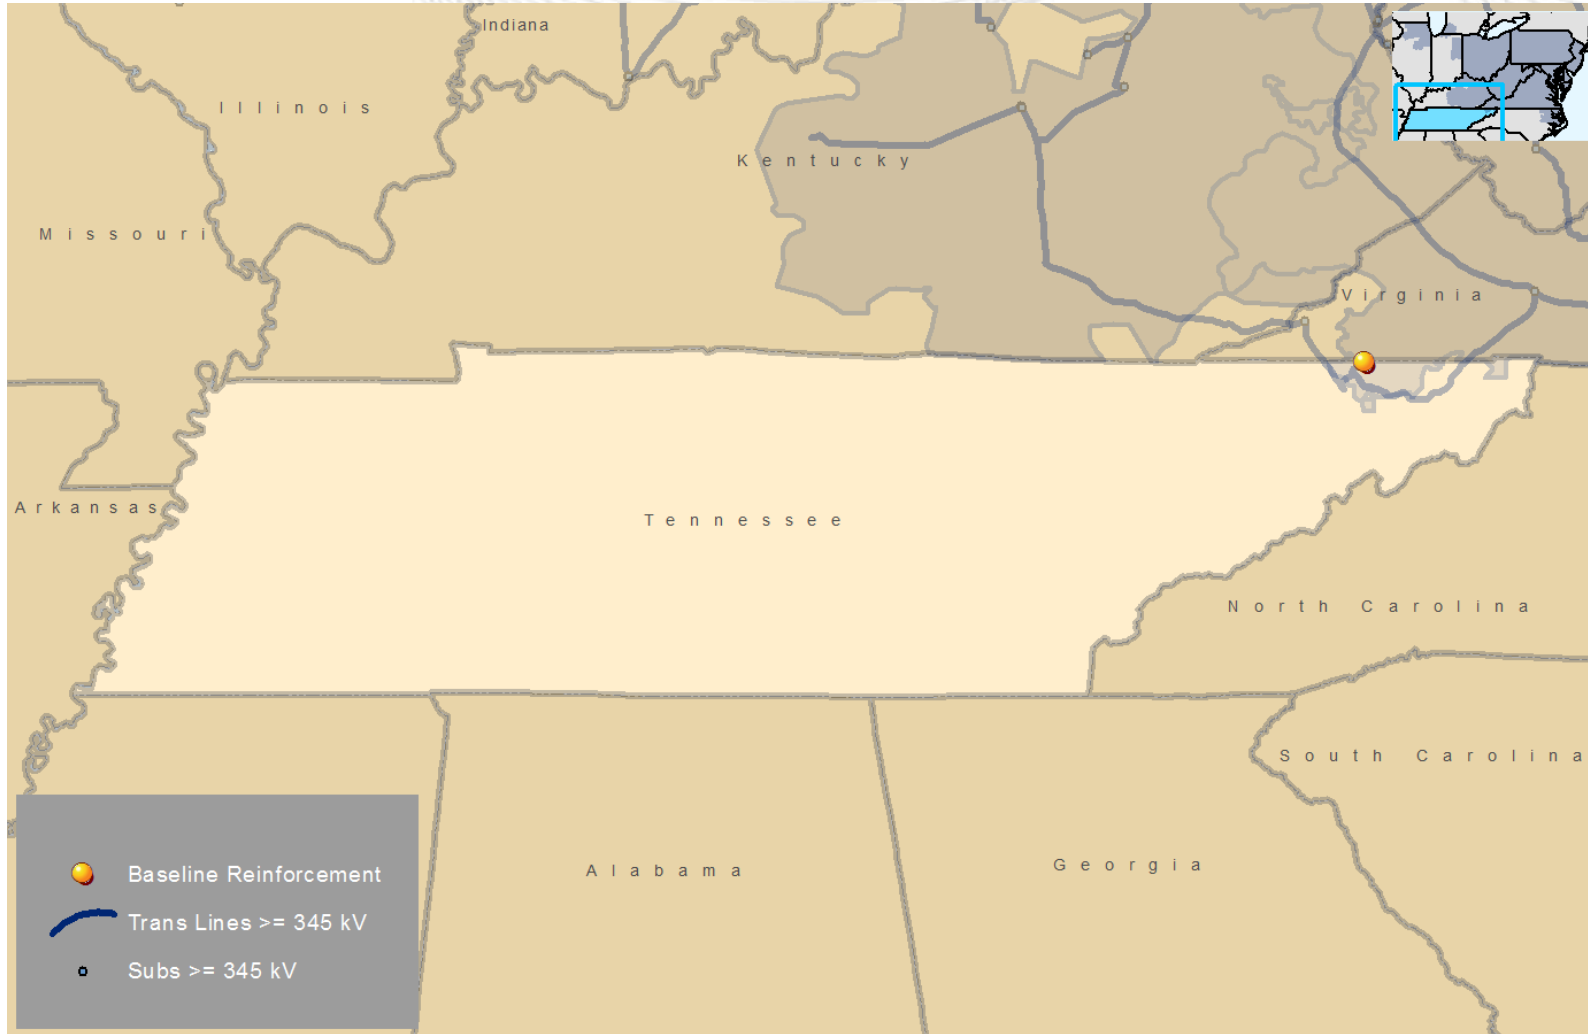 Indiana
Illinois
Kentucky
Missouri
Virginia
Arkansas
Tennessee
North Carolina
South Carolina
Alabama
Georgia
Baseline Reinforcement
Trans Lines >= 345 kV
Subs >= 345 kV